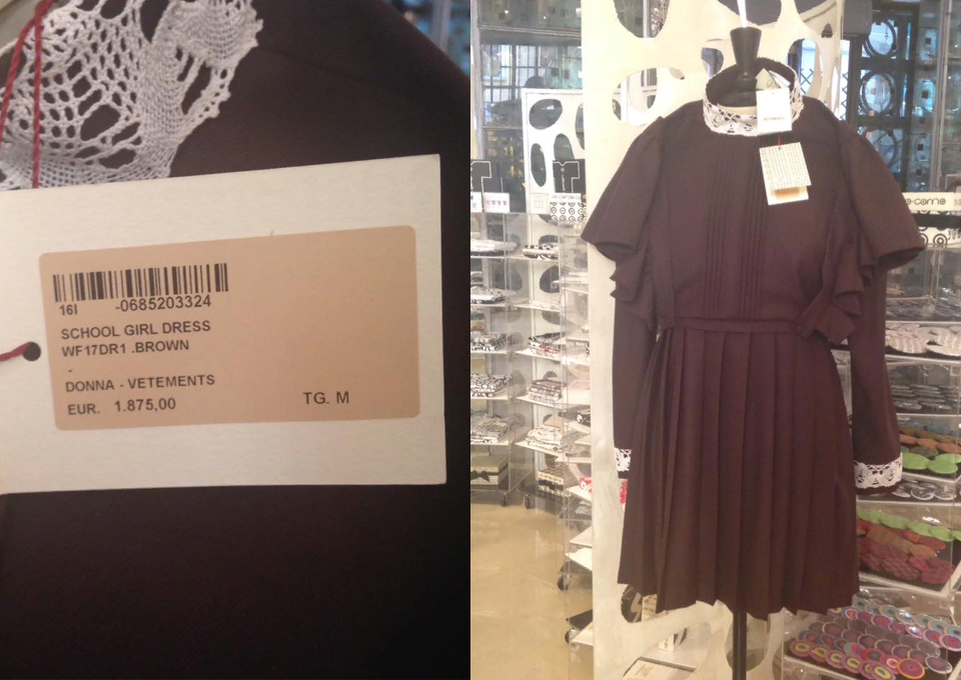 16I -0685203324
SCHOOL GIRL DRESS
WF17DR1 .BROWN
-
DONNA - VETEMENTS
EUR. 1.875,00
TG. M